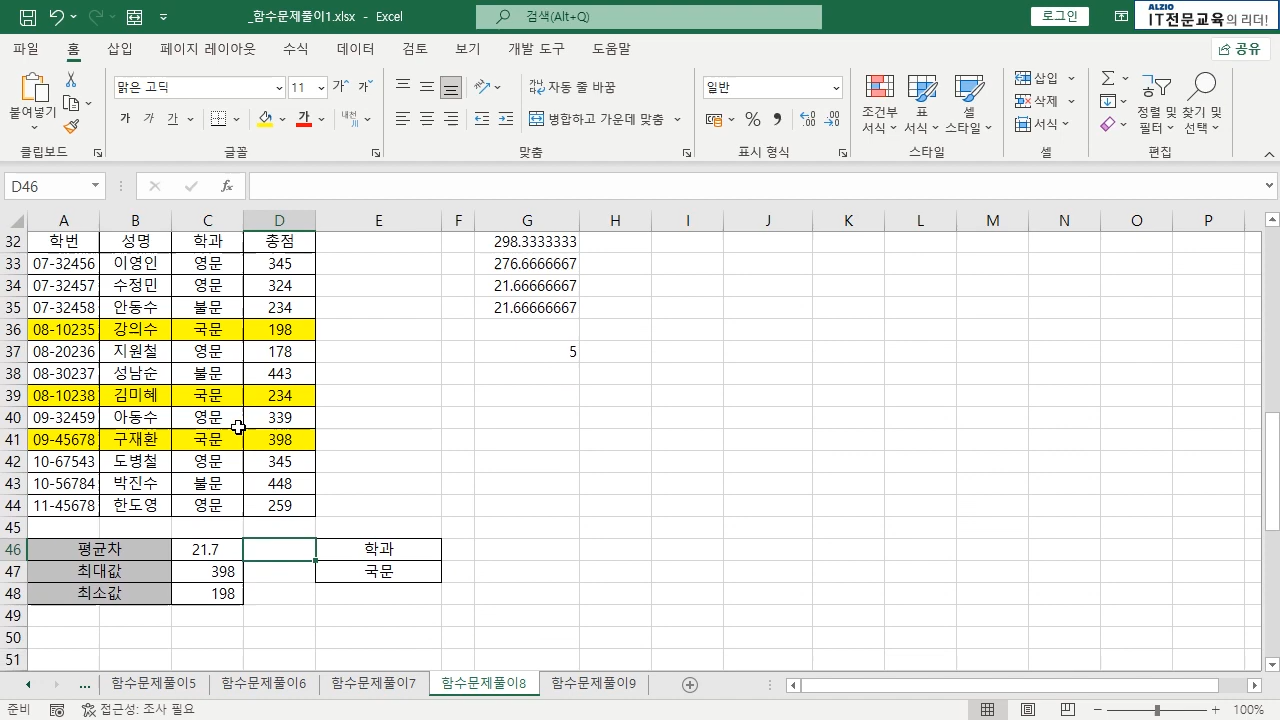 _함수문제풀이1.xlsx - Excel
검색(Alt+Q)
로그인
ALZIO
IT전문교육의 리더!
파일 홈 삽입 페이지 레이아웃 수식 데이터 검토 보기 개발 도구 도움말
공유
붙여넣기
클립보드
맑은 고딕 11 가 가
가 가 가 가 내천
글꼴
자동 줄 바꿈
병합하고 가운데 맞춤
맞춤
일반
표시 형식
조건부 서식
표 서식
셀 스타일
스타일
삽입
삭제
서식
셀
정렬 및 필터
찾기 및 선택
편집
D46 fx
A B C D E F G H I J K L M N O P
32 학번 성명 학과 총점 298.3333333
33 07-32456 이영인 영문 345 276.6666667
34 07-32457 수정민 영문 324 21.66666667
35 07-32458 안동수 불문 234 21.66666667
36 08-10235 강의수 국문 198
37 08-20236 지원철 영문 178 5
38 08-30237 성남순 불문 443
39 08-10238 김미혜 국문 234
40 09-32459 아동수 영문 339
41 09-45678 구재환 국문 398
42 10-67543 도병철 영문 345
43 10-56784 박진수 불문 448
44 11-45678 한도영 영문 259
45
46 평균차 21.7 학과
47 최대값 398 국문
48 최소값 198
49
50
51
... 함수문제풀이5 함수문제풀이6 함수문제풀이7 함수문제풀이8 함수문제풀이9
준비 접근성: 조사 필요 100%